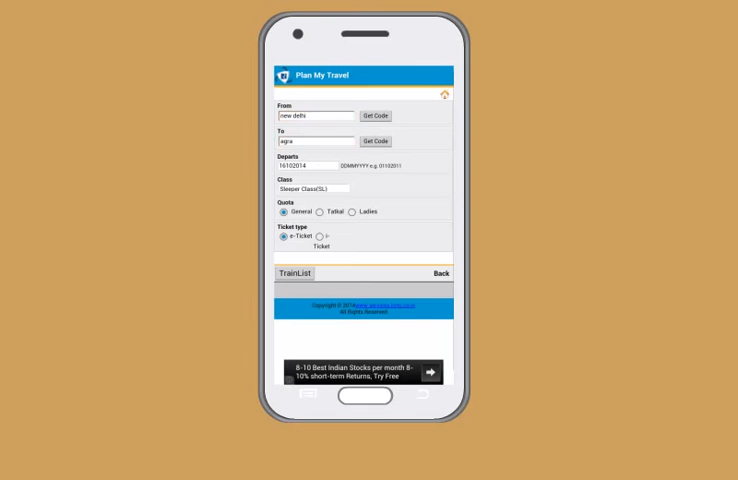 Plan My Travel
From
new delhi
Get Code
To
agra
Get Code
Departs
16102014
DDMMYYYY e.g. 01102011
Class
Sleeper Class(SL)
Quota
General
Tatkal
Ladies
Ticket type
e-Ticket
i-
Ticket
TrainList
Back
Copyright © 2014
All Rights Reserved
8-10 Best Indian Stocks per month 8-
10% short-term Returns, Try Free